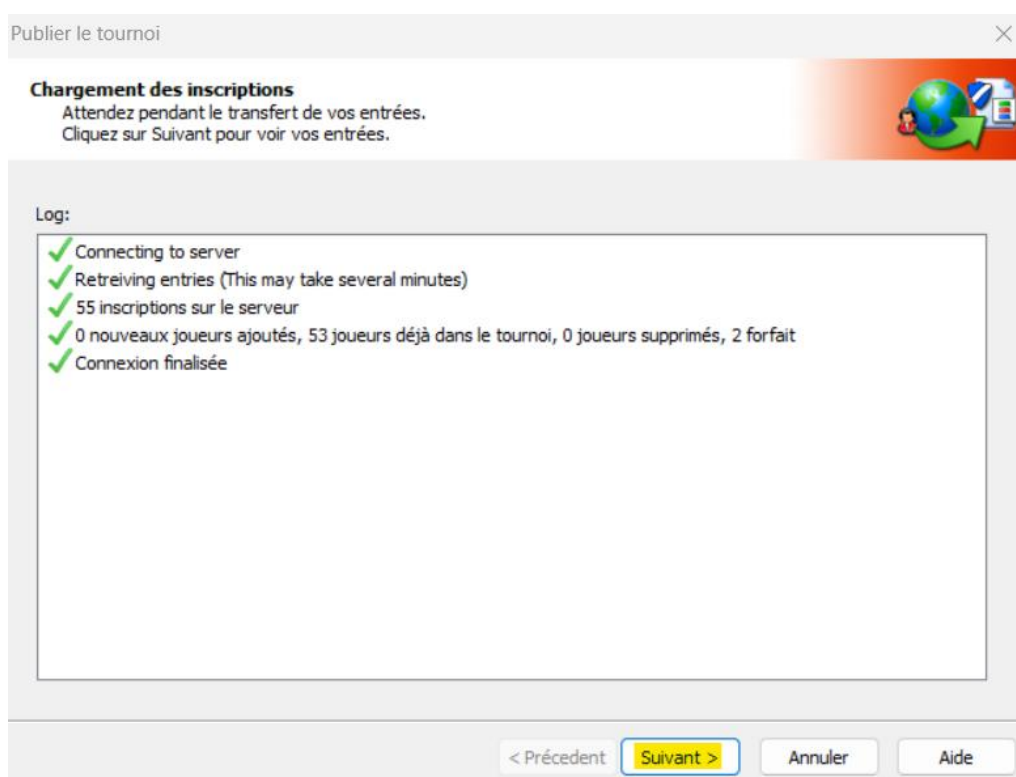 Publier le tournoi
Chargement des inscriptions
Attendez pendant le transfert de vos entrées.
Cliquez sur Suivant pour voir vos entrées.
Log:
Connecting to server
Retreiving entries (This may take several minutes)
55 inscriptions sur le serveur
0 nouveaux joueurs ajoutés, 53 joueurs déjà dans le tournoi, 0 joueurs supprimés, 2 forfait
Connexion finalisée
< Précedent Suivant > Annuler Aide